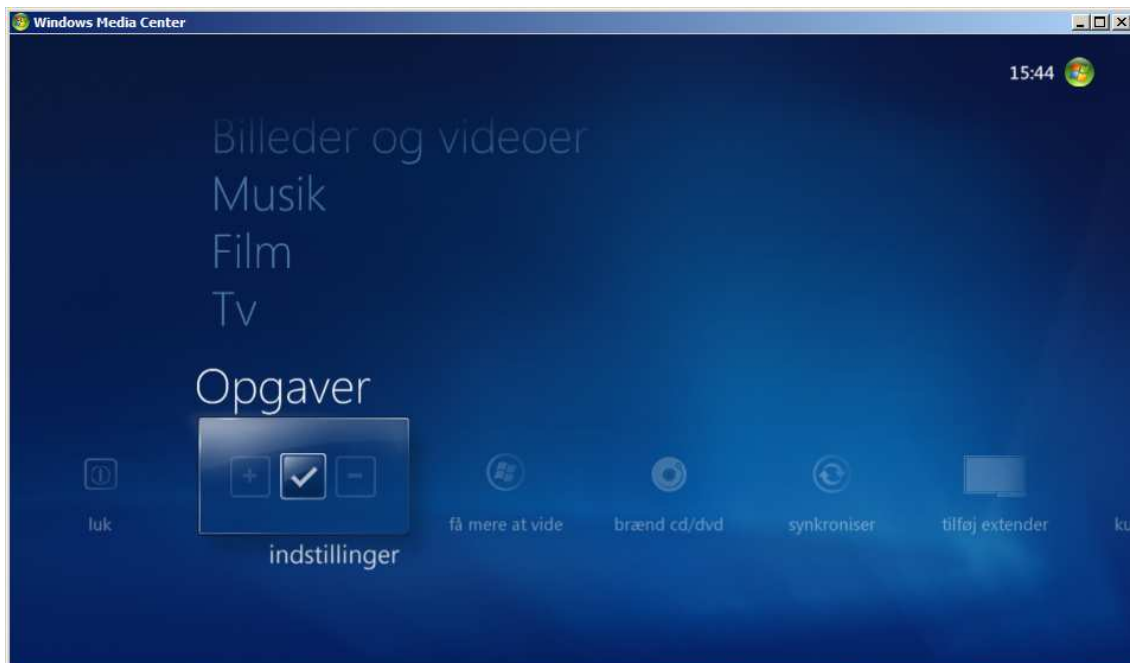 Windows Media Center
15:44
Billeder og videoer
Musik
Film
Tv
Opgaver
luk
indstillinger
få mere at vide
brænd cd/dvd
synkroniser
tilføj extender